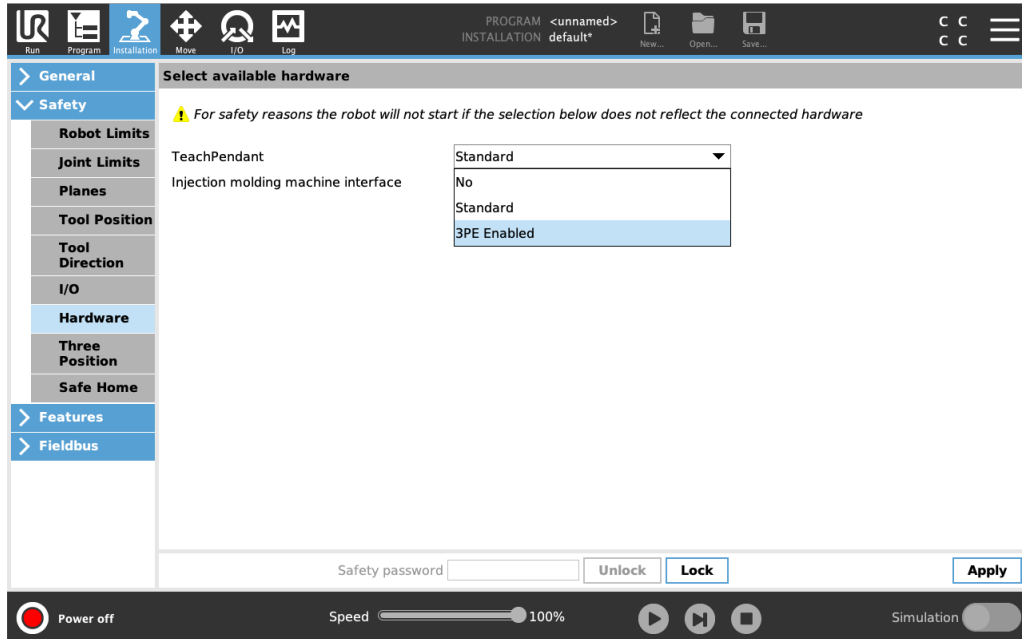 UR
PROGRAM <unnamed>
INSTALLATION default*
C C
C C
Run
Program
Installation
Move
I/O
Log
New...
Open...
Save...
General
Safety
Robot Limits
Joint Limits
Planes
Tool Position
Tool
Direction
I/O
Hardware
Three
Position
Safe Home
Features
Fieldbus
Select available hardware
For safety reasons the robot will not start if the selection below does not reflect the connected hardware
TeachPendant
Standard
Injection molding machine interface
No
Standard
3PE Enabled
Safety password
Unlock
Lock
Apply
Power off
Speed
100%
Simulation